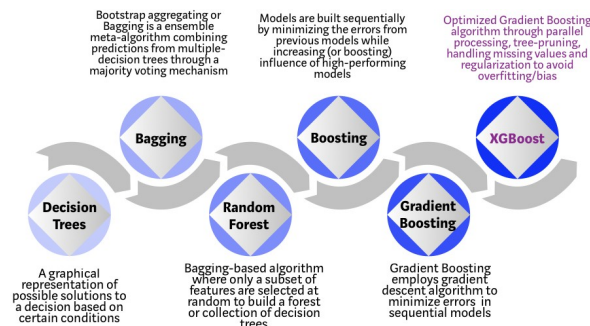 Bootstrap aggregating or
Bagging is a ensemble
meta-algorithm combining
predictions from multiple-
decision trees through a
majority voting mechanism
Models are built sequentially
by minimizing the errors from
previous models while
increasing (or boosting)
influence of high-performing
models
Optimized Gradient Boosting
algorithm through parallel
processing, tree-pruning,
handling missing values and
regularization to avoid
overfitting/bias
Bagging
Boosting
XGBoost
Decision
Trees
Random
Forest
Gradient
Boosting
A graphical
representation of
possible solutions to
a decision based on
certain conditions
Bagging-based algorithm
where only a subset of
features are selected at
random to build a forest
or collection of decision
trees
Gradient Boosting
employs gradient
descent algorithm to
minimize errors in
sequential models